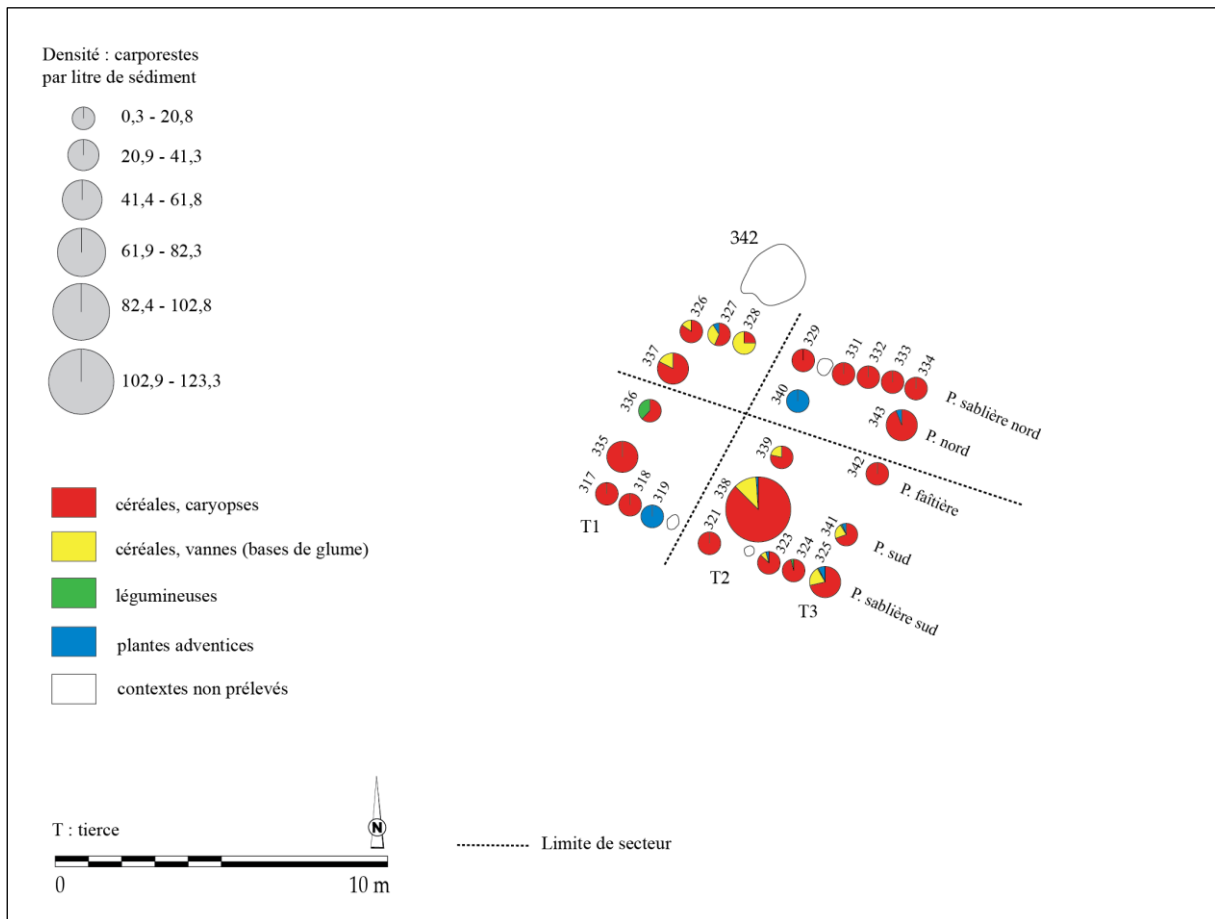 Densité : carporestes
par litre de sédiment
0,3 - 20,8
20,9 - 41,3
41,4 - 61,8
61,9 - 82,3
82,4 - 102,8
102,9 - 123,3
céréales, caryopses
céréales, vannes (bases de glume)
légumineuses
plantes adventices
contextes non prélevés
T : tierce
0
10 m
N
Limite de secteur
342
326
327
328
337
329
331
332
333
334
P. sablière nord
336
340
343
P. nord
335
339
342
P. faîtière
317
318
319
T1
338
321
341
P. sud
T2
323
324
325
T3
P. sablière sud